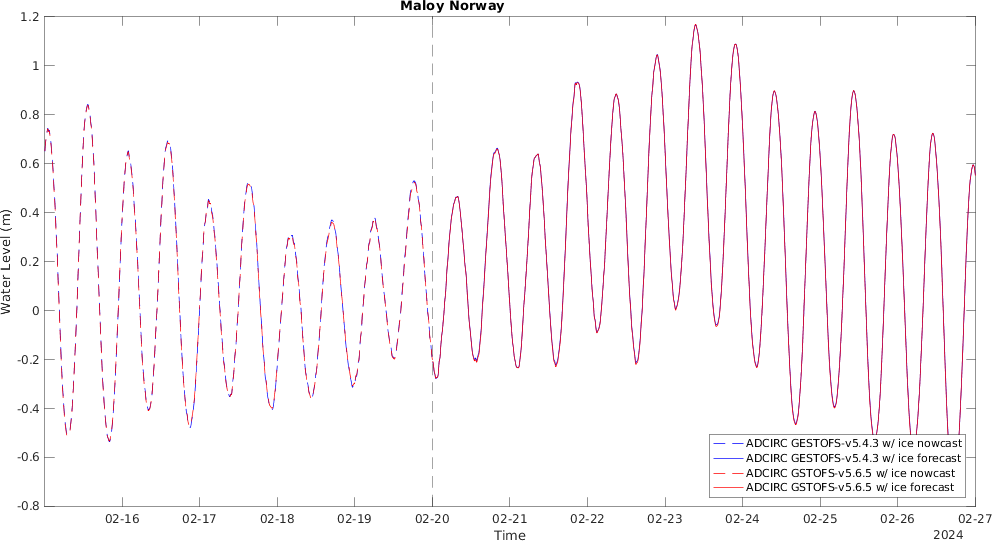 Maloy Norway
1.2
1
0.8
0.6
0.4
0.2
0
-0.2
-0.4
-0.6
-0.8
Water Level (m)
ADCIRC GESTOFS-v5.4.3 w/ ice nowcast
ADCIRC GESTOFS-v5.4.3 w/ ice forecast
ADCIRC GSTOFS-v5.6.5 w/ ice nowcast
ADCIRC GSTOFS-v5.6.5 w/ ice forecast
02-16 02-17 02-18 02-19 02-20 02-21 02-22 02-23 02-24 02-25 02-26 02-27
Time
2024